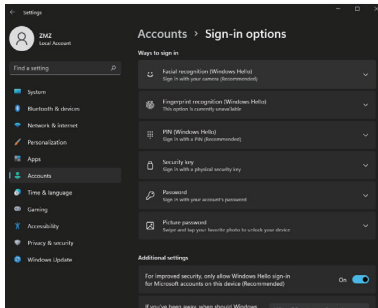 Settings
ZMZ
Local Account
Find a setting
System
Bluetooth & devices
Network & internet
Personalization
Apps
Accounts
Time & language
Gaming
Accessibility
Privacy & security
Windows Update
Accounts > Sign-in options
Ways to sign in
Facial recognition (Windows Hello)
Sign in with your camera (Recommended)
Fingerprint recognition (Windows Hello)
This option is currently unavailable
PIN (Windows Hello)
Sign in with a PIN (Recommended)
Security key
Sign in with a physical security key
Password
Sign in with your account's password
Picture password
Swipe and tap your favorite photo to unlock your device
Additional settings
For improved security, only allow Windows Hello sign-in
for Microsoft accounts on this device (Recommended)
On
If you've been away, when should Windows